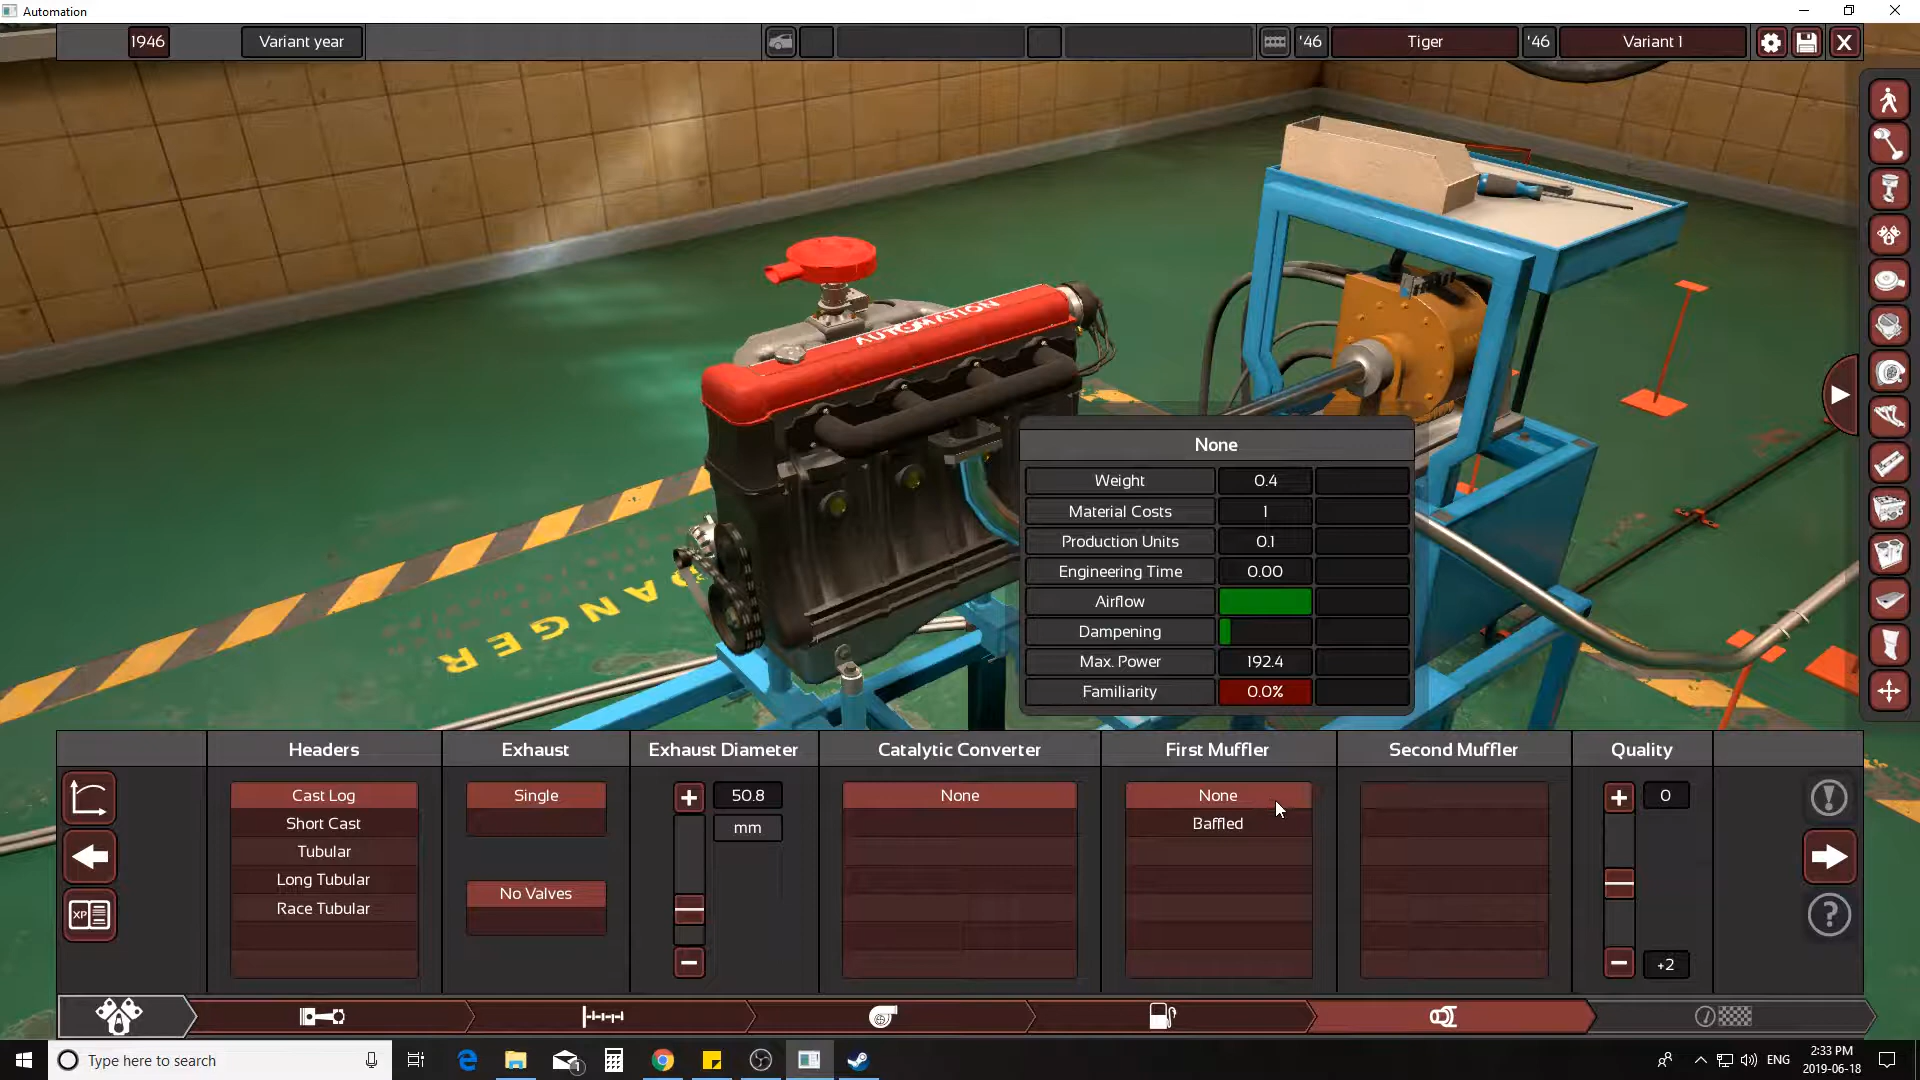 Automation
1946
Variant year
'46
Tiger
'46
Variant 1
AUTOMATION
DANGER
None
Weight 0.4
Material Costs 1
Production Units 0.1
Engineering Time 0.00
Airflow
Dampening
Max. Power 192.4
Familiarity 0.0%
Headers
Exhaust
Exhaust Diameter
Catalytic Converter
First Muffler
Second Muffler
Quality
Cast Log
Short Cast
Tubular
Long Tubular
Race Tubular
Single
No Valves
50.8
mm
None
None
Baffled
0
+2
XP
Type here to search
1
ENG
2:33 PM
2019-06-18